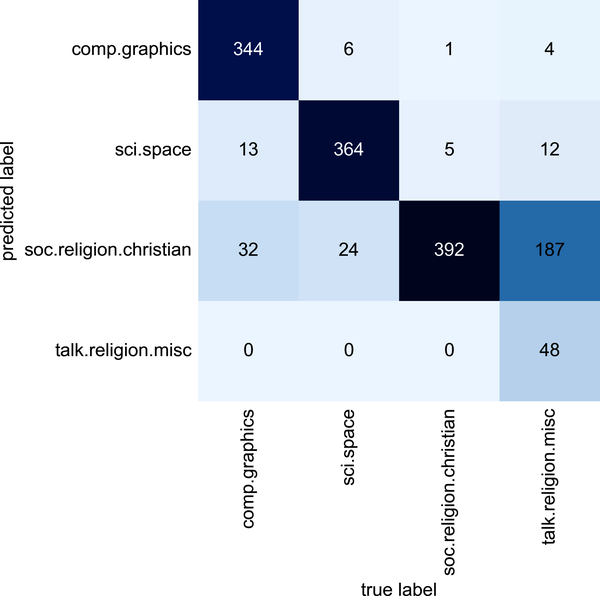 comp.graphics 344 6 1 4
sci.space 13 364 5 12
soc.religion.christian 32 24 392 187
talk.religion.misc 0 0 0 48
predicted label
comp.graphics
sci.space
soc.religion.christian
talk.religion.misc
true label